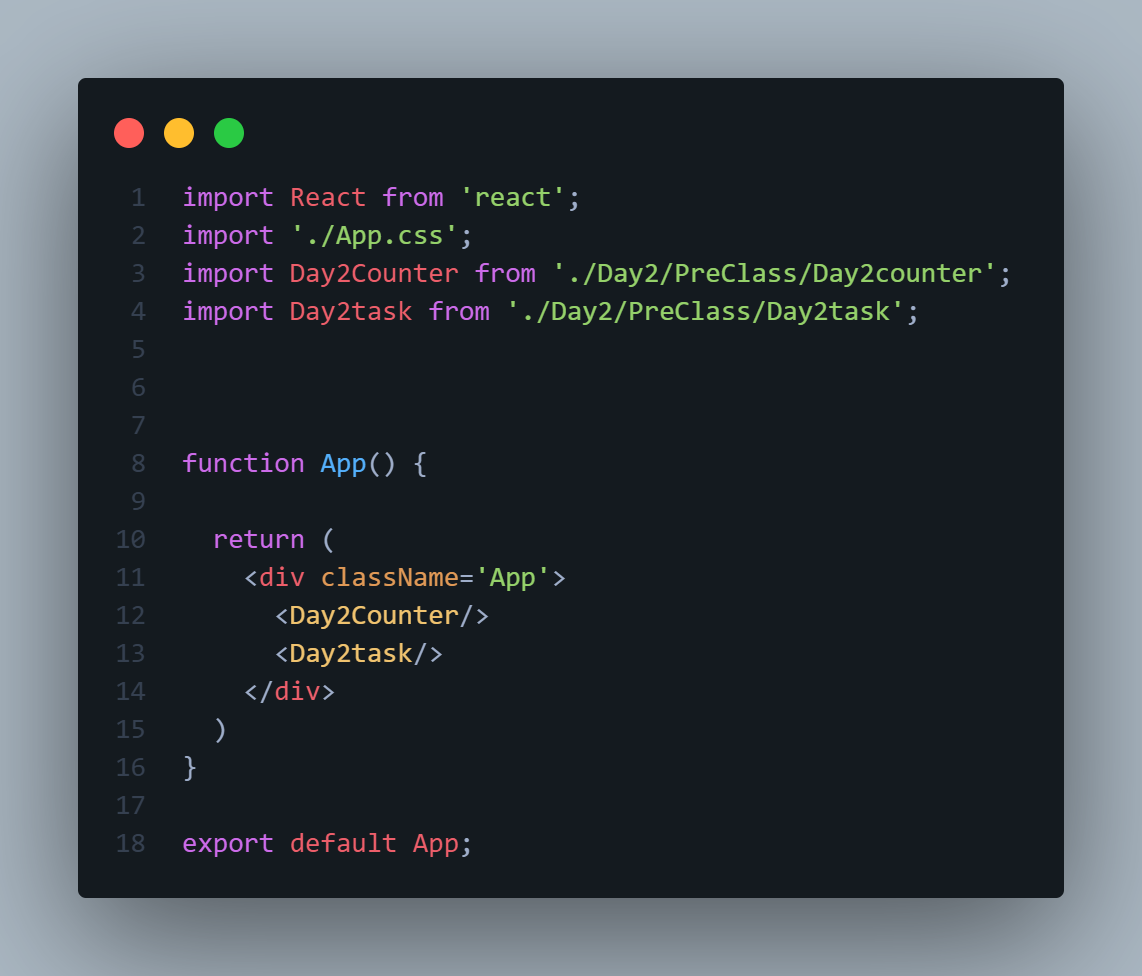 1 import React from 'react';
2 import './App.css';
3 import Day2Counter from './Day2/PreClass/Day2counter';
4 import Day2task from './Day2/PreClass/Day2task';
5
6
7
8 function App() {
9
10   return (
11     <div className='App'>
12       <Day2Counter/>
13       <Day2task/>
14     </div>
15   )
16 }
17
18 export default App;